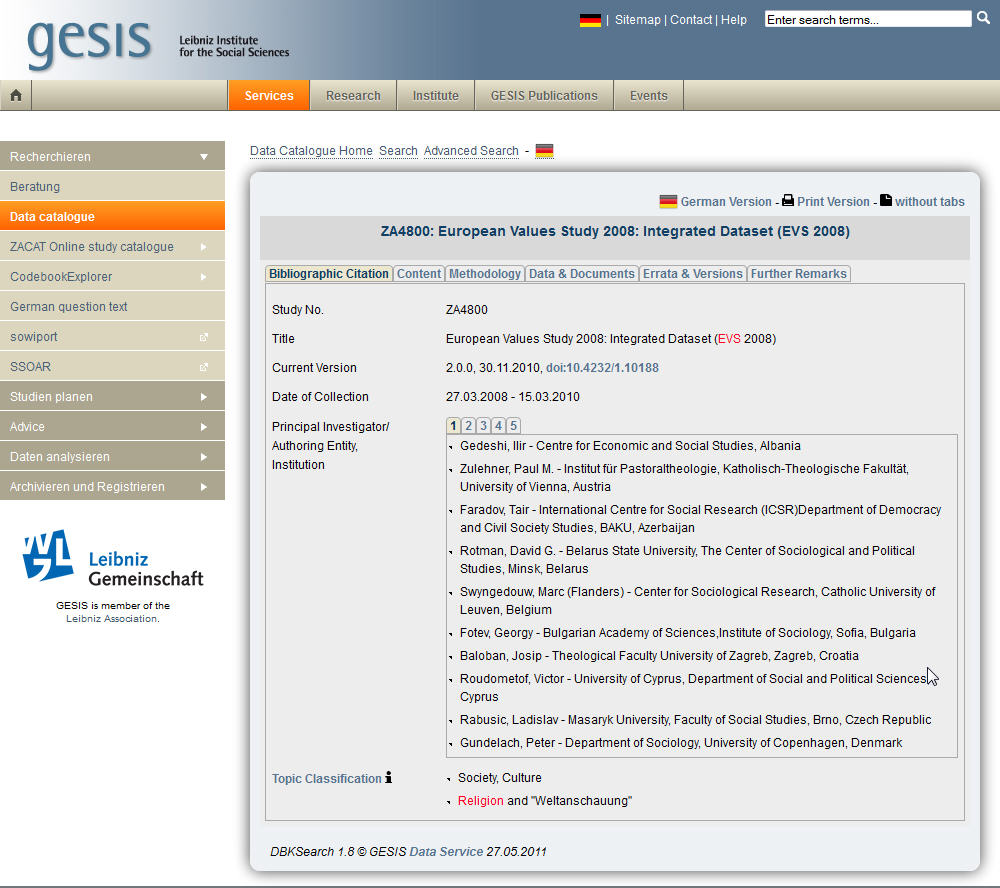 gesis
Leibniz Institute
for the Social Sciences
| Sitemap | Contact | Help
Enter search terms...
Services
Research
Institute
GESIS Publications
Events
Recherchieren
Beratung
Data catalogue
ZACAT Online study catalogue
CodebookExplorer
German question text
sowiport
SSOAR
Studien planen
Advice
Daten analysieren
Archivieren und Registrieren
Leibniz
Gemeinschaft
GESIS is member of the
Leibniz Association.
Data Catalogue Home Search Advanced Search -
German Version - Print Version - without tabs
ZA4800: European Values Study 2008: Integrated Dataset (EVS 2008)
Bibliographic Citation Content Methodology Data & Documents Errata & Versions Further Remarks
Study No. ZA4800
Title European Values Study 2008: Integrated Dataset (EVS 2008)
Current Version 2.0.0, 30.11.2010, doi:10.4232/1.10188
Date of Collection 27.03.2008 - 15.03.2010
Principal Investigator/
Authoring Entity,
Institution
1 2 3 4 5
Gedeshi, Ilir - Centre for Economic and Social Studies, Albania
Zulehner, Paul M. - Institut für Pastoraltheologie, Katholisch-Theologische Fakultät,
University of Vienna, Austria
Faradov, Tair - International Centre for Social Research (ICSR)Department of Democracy
and Civil Society Studies, BAKU, Azerbaijan
Rotman, David G. - Belarus State University, The Center of Sociological and Political
Studies, Minsk, Belarus
Swyngedouw, Marc (Flanders) - Center for Sociological Research, Catholic University of
Leuven, Belgium
Fotev, Georgy - Bulgarian Academy of Sciences,Institute of Sociology, Sofia, Bulgaria
Baloban, Josip - Theological Faculty University of Zagreb, Zagreb, Croatia
Roudometof, Victor - University of Cyprus, Department of Social and Political Sciences,
Cyprus
Rabusic, Ladislav - Masaryk University, Faculty of Social Studies, Brno, Czech Republic
Gundelach, Peter - Department of Sociology, University of Copenhagen, Denmark
Topic Classification
Society, Culture
Religion and "Weltanschauung"
DBKSearch 1.8 © GESIS Data Service 27.05.2011